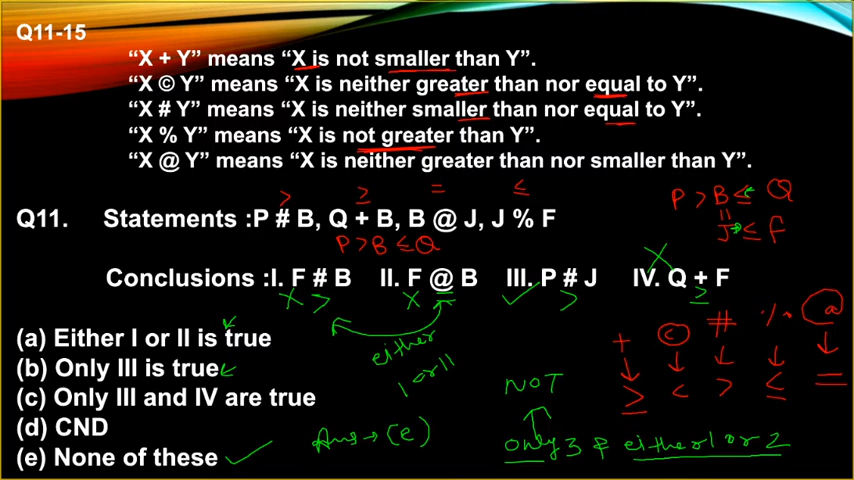 Q11-15
"X + Y" means "X is not smaller than Y".
"X © Y" means "X is neither greater than nor equal to Y".
"X # Y" means "X is neither smaller than nor equal to Y".
"X % Y" means "X is not greater than Y".
"X @ Y" means "X is neither greater than nor smaller than Y".
> ≥ = ≤
P > B ≤ Q
Q11. Statements :P # B, Q + B, B @ J, J % F
॥
J ≤ F
P > B ≤ Q
Conclusions :I. F # B II. F @ B III. P # J IV. Q + F
X > X = ✓ > X ≥
(a) Either I or II is true
either
I or II
+ © # % @
(b) Only III is true
≥ < > ≤ =
(c) Only III and IV are true
NOT
(d) CND
Ans → (e)
only 3 & either 1 or 2
(e) None of these ✓